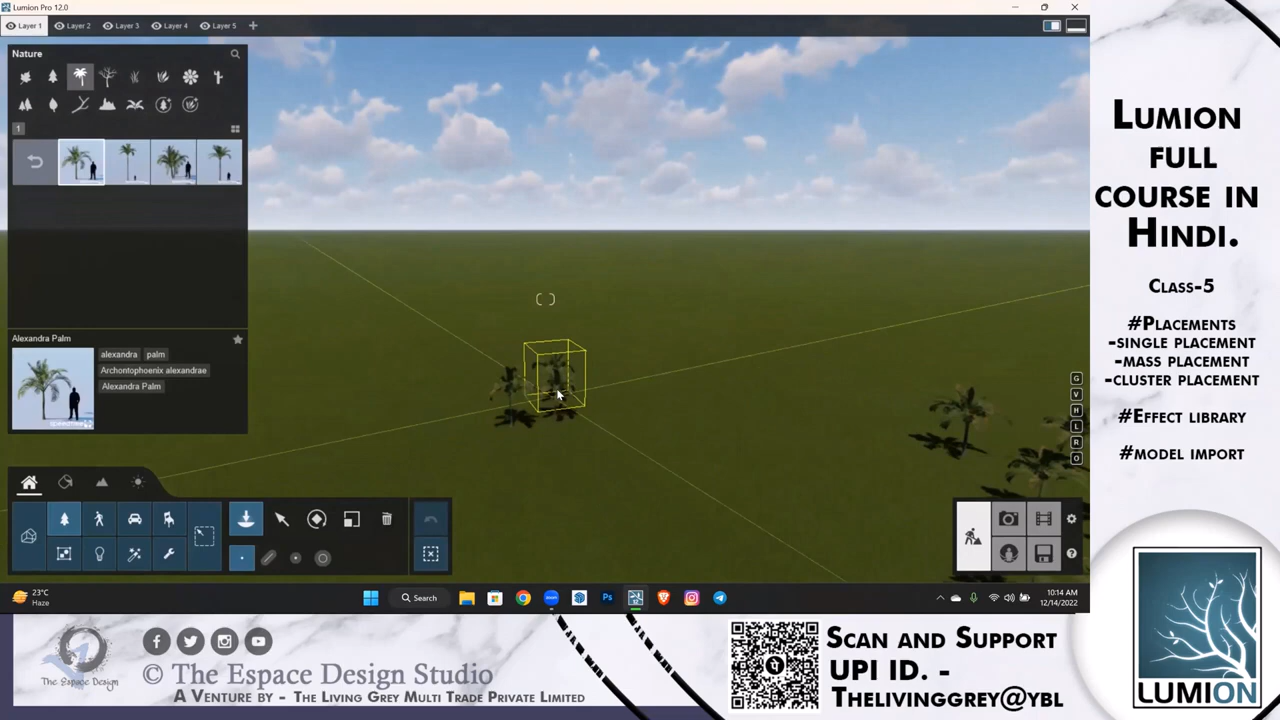 Lumion Pro 12.0
Layer 1
Layer 2
Layer 3
Layer 4
Layer 5
Nature
1
Alexandra Palm
alexandra
palm
Archontophoenix alexandrae
Alexandra Palm
G
V
H
L
R
O
23°C
Haze
Search
10:14 AM
12/14/2022
LUMION
FULL
COURSE IN
HINDI.
CLASS-5
#PLACEMENTS
-SINGLE PLACEMENT
-MASS PLACEMENT
-CLUSTER PLACEMENT
#EFFECT LIBRARY
#MODEL IMPORT
LUMION
The Espace Design
© The Espace Design Studio
A Venture by - The Living Grey Multi Trade Private Limited
SCAN AND SUPPORT
UPI ID. -
THELIVINGGREY@YBL